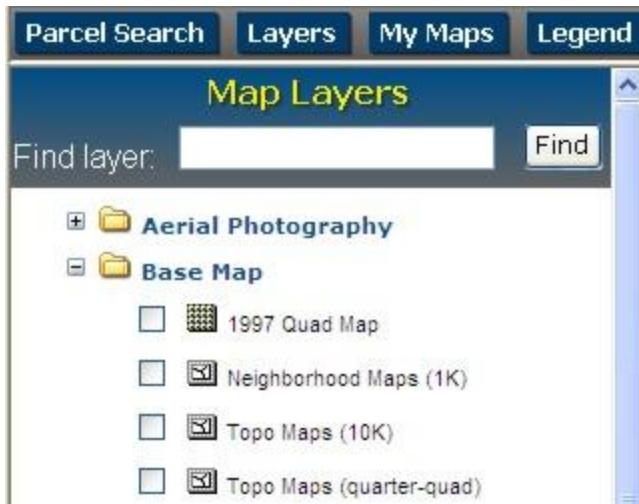 Parcel Search Layers My Maps Legend
Map Layers
Find layer: Find
Aerial Photography
Base Map
1997 Quad Map
Neighborhood Maps (1K)
Topo Maps (10K)
Topo Maps (quarter-quad)